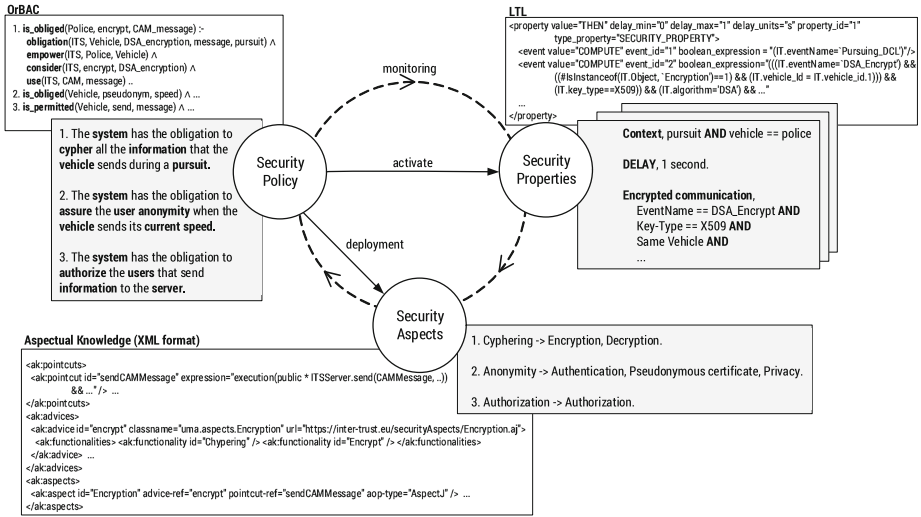 OrBAC
1. is_obliged(Police, encrypt, CAM_message) :-
obligation(ITS, Vehicle, DSA_encryption, message, pursuit) ∧
empower(ITS, Police, Vehicle) ∧
consider(ITS, encrypt, DSA_encryption) ∧
use(ITS, CAM, message) ..
2. is_obliged(Vehicle, pseudonym, speed) ∧ ...
3. is_permitted(Vehicle, send, message) ∧ ...
1. The system has the obligation to
cypher all the information that the
vehicle sends during a pursuit.
2. The system has the obligation to
assure the user anonymity when the
vehicle sends its current speed.
3. The system has the obligation to
authorize the users that send
information to the server.
Security
Policy
monitoring
activate
deployment
LTL
<property value="THEN" delay_min="0" delay_max="1" delay_units="s" property_id="1"
type_property="SECURITY_PROPERTY">
<event value="COMPUTE" event_id="1" boolean_expression = "(IT.eventName=`Pursuing_DCL')"/>
<event value="COMPUTE" event_id="2" boolean_expression="(((IT.eventName=`DSA_Encrypt') &&
((#IsInstanceof(IT.Object, `Encryption')==1) && (IT.vehicle_Id = IT.vehicle_id.1))) &&
(IT.key_type==X509)) && (IT.algorithm='DSA') && ..."
...
</property>
Security
Properties
Context, pursuit AND vehicle == police
DELAY, 1 second.
Encrypted communication,
EventName == DSA_Encrypt AND
Key-Type == X509 AND
Same Vehicle AND
...
Security
Aspects
1. Cyphering -> Encryption, Decryption.
2. Anonymity -> Authentication, Pseudonymous certificate, Privacy.
3. Authorization -> Authorization.
Aspectual Knowledge (XML format)
<ak:pointcuts>
<ak:pointcut id="sendCAMMessage" expression="execution(public * ITSServer.send(CAMMessage, ..))
&& ..." /> ...
</ak:pointcuts>
<ak:advices>
<ak:advice id="encrypt" classname="uma.aspects.Encryption" url="https://inter-trust.eu/securityAspects/Encryption.aj">
<ak:functionalities> <ak:functionality id="Chypering" /> <ak:functionality id="Encrypt" /> </ak:functionalities>
</ak:advice> ...
</ak:advices>
<ak:aspects>
<ak:aspect id="Encryption" advice-ref="encrypt" pointcut-ref="sendCAMMessage" aop-type="AspectJ" /> ...
</ak:aspects>